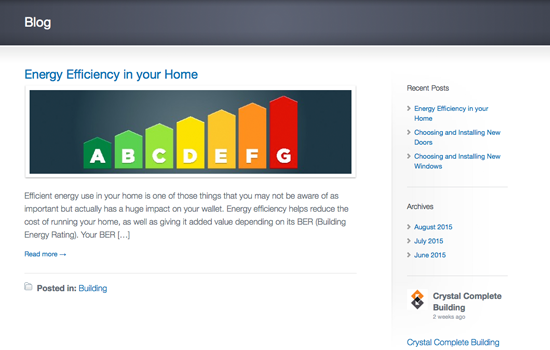 Blog
Energy Efficiency in your Home
A B C D E F G
Efficient energy use in your home is one of those things that you may not be aware of as
important but actually has a huge impact on your wallet. Energy efficiency helps reduce the
cost of running your home, as well as giving it added value depending on its BER (Building
Energy Rating). Your BER […]
Read more →
Posted in: Building
Recent Posts
Energy Efficiency in your
Home
Choosing and Installing New
Doors
Choosing and Installing New
Windows
Archives
August 2015
July 2015
June 2015
Crystal Complete
Building
2 weeks ago
Crystal Complete Building